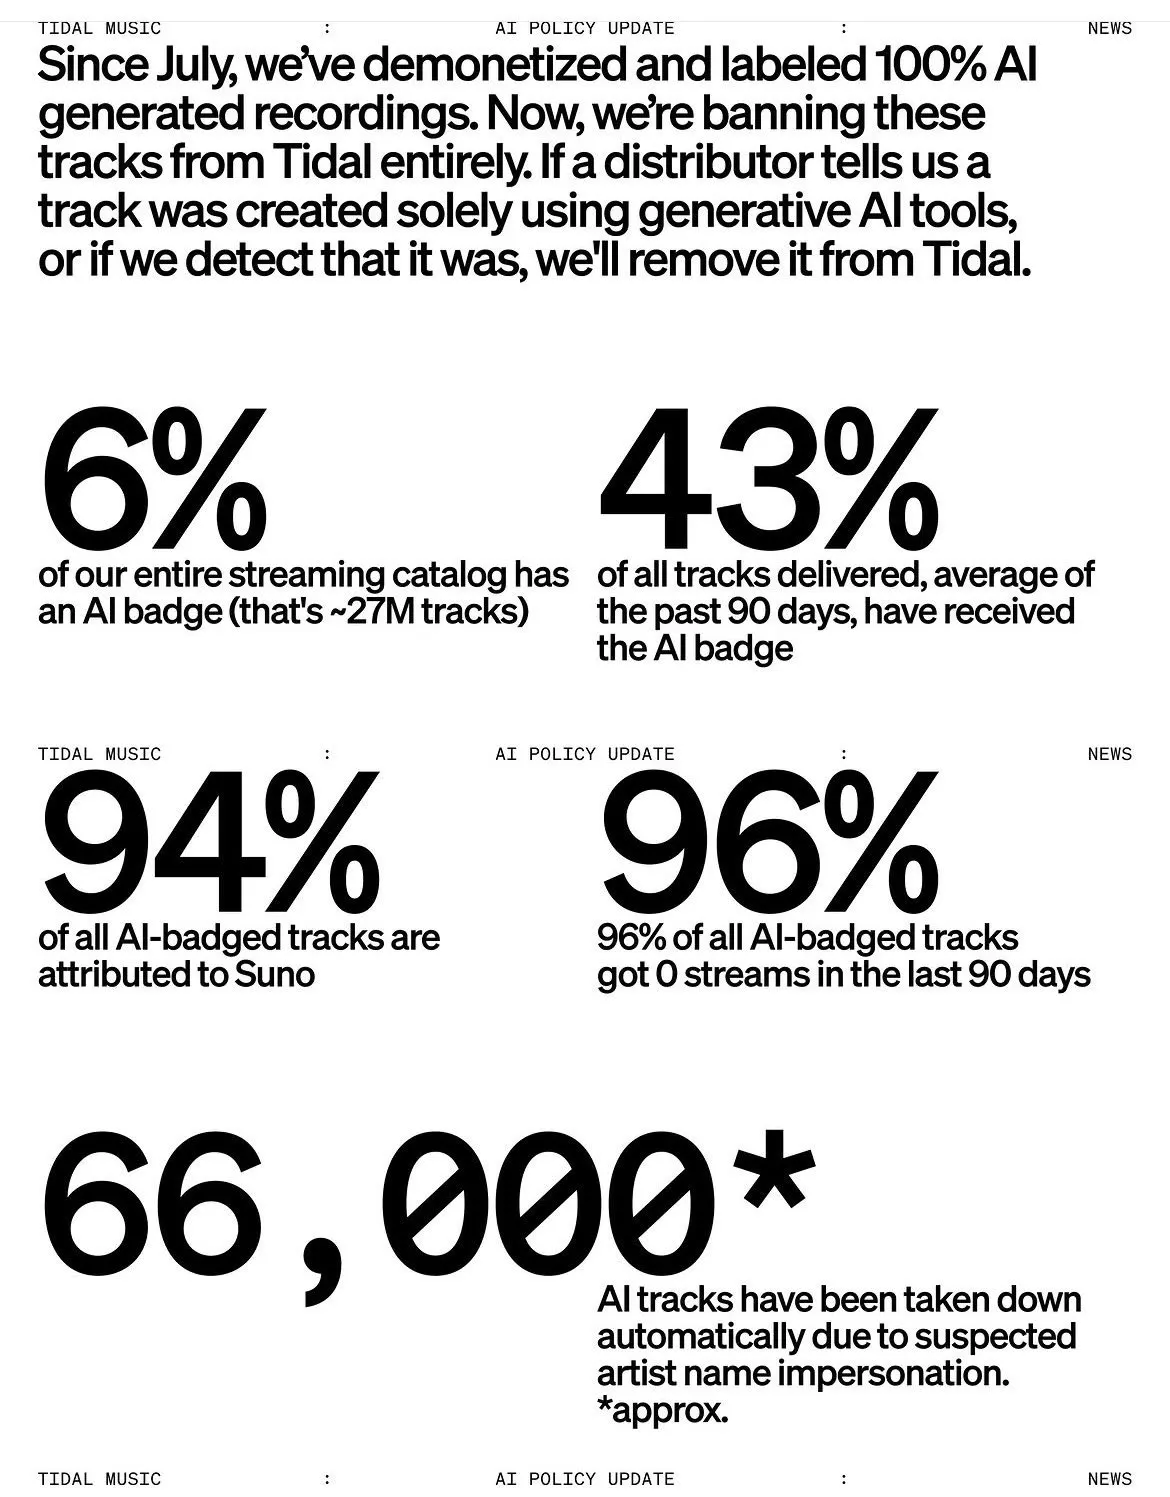 TIDAL MUSIC : AI POLICY UPDATE : NEWS
Since July, we’ve demonetized and labeled 100% AI
generated recordings. Now, we’re banning these
tracks from Tidal entirely. If a distributor tells us a
track was created solely using generative AI tools,
or if we detect that it was, we'll remove it from Tidal.
6%
of our entire streaming catalog has
an AI badge (that's ~27M tracks)
43%
of all tracks delivered, average of
the past 90 days, have received
the AI badge
TIDAL MUSIC : AI POLICY UPDATE : NEWS
94%
of all AI-badged tracks are
attributed to Suno
96%
96% of all AI-badged tracks
got 0 streams in the last 90 days
66,000*
AI tracks have been taken down
automatically due to suspected
artist name impersonation.
*approx.
TIDAL MUSIC : AI POLICY UPDATE : NEWS